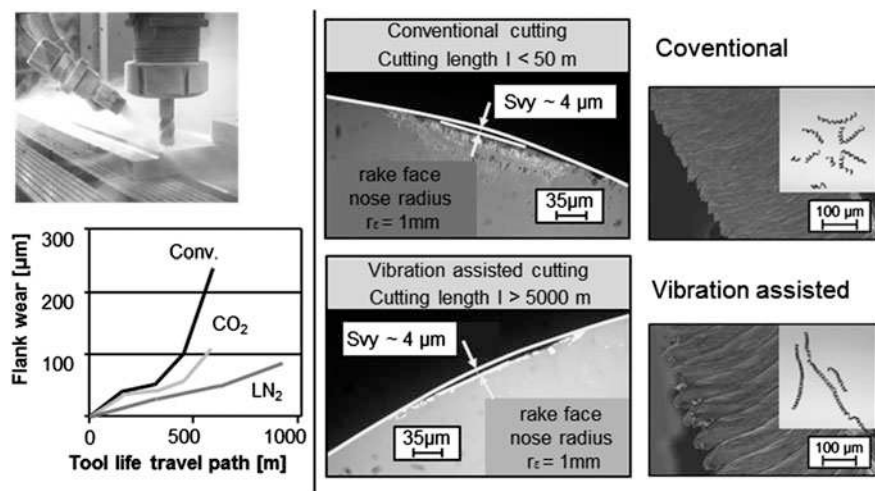 300
200
100
0
500
1000
Flank wear [µm]
Tool life travel path [m]
Conv.
CO₂
LN₂
Conventional cutting
Cutting length l < 50 m
Svy ~ 4 µm
rake face
nose radius
rε = 1mm
35µm
Vibration assisted cutting
Cutting length l > 5000 m
Svy ~ 4 µm
35µm
rake face
nose radius
rε = 1mm
Coventional
100 µm
Vibration assisted
100 µm